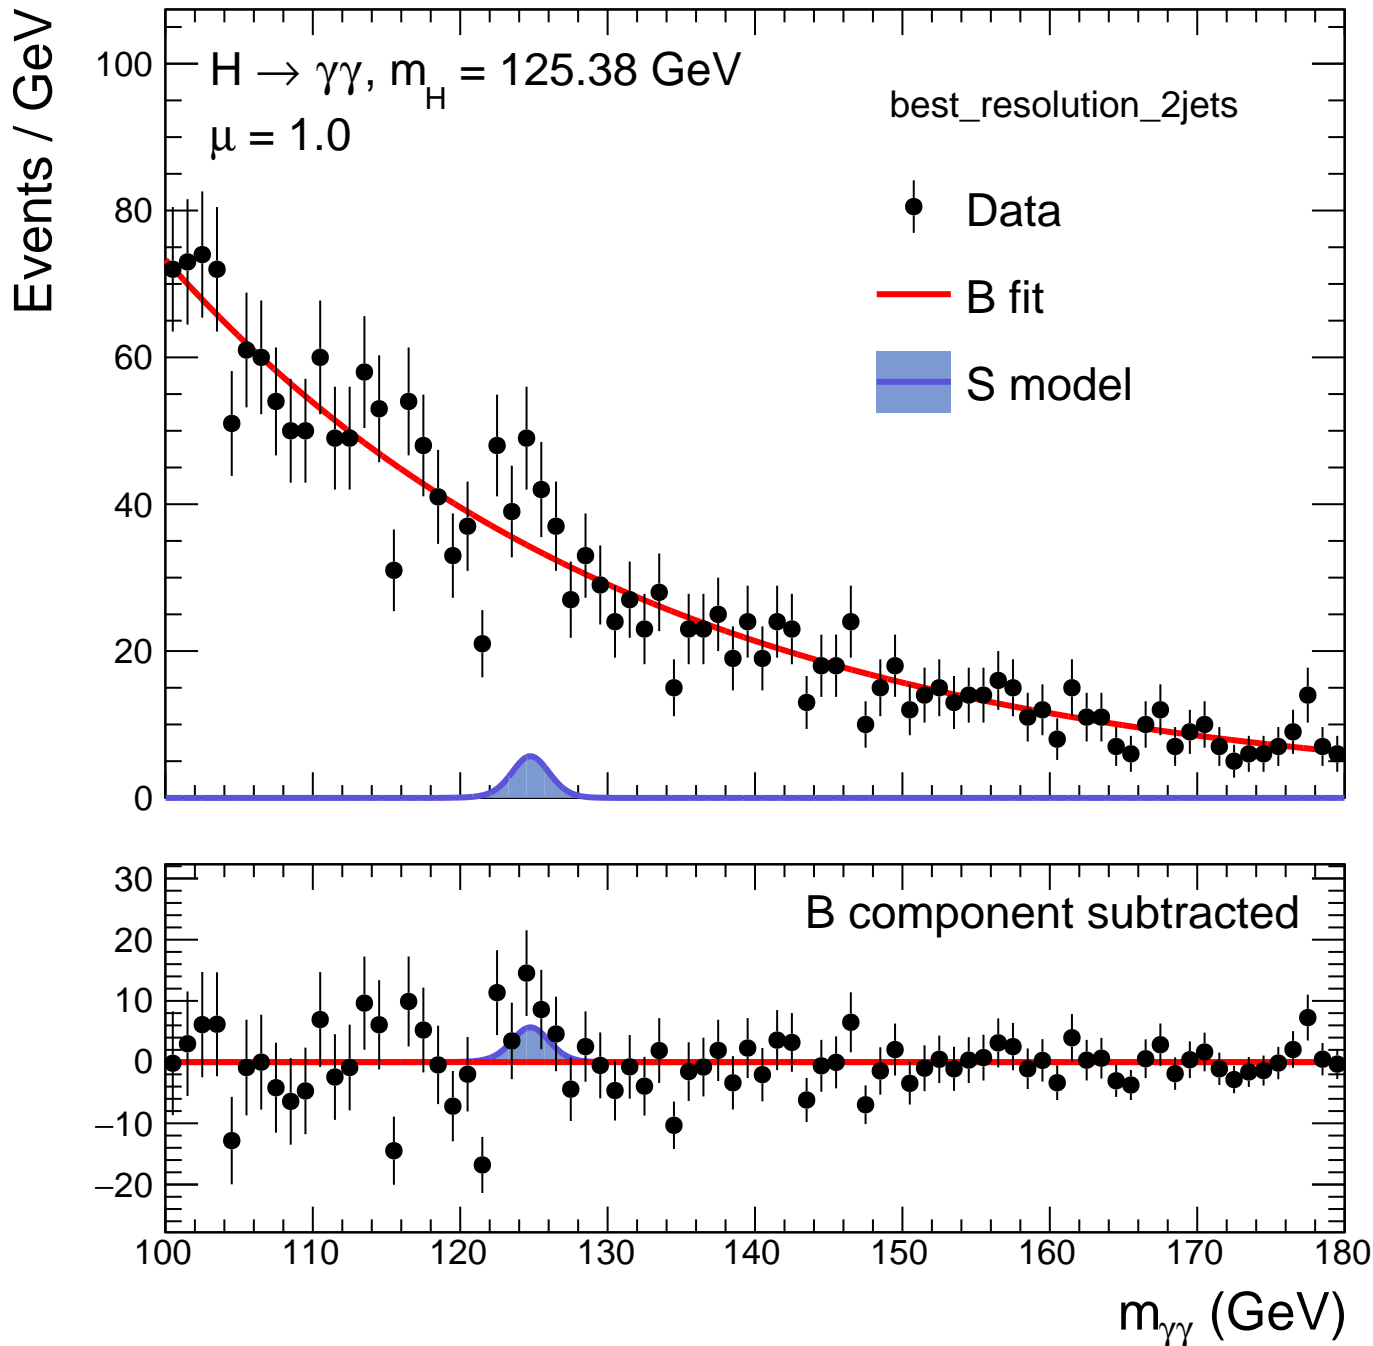 Events / GeV
H → γγ, m_H = 125.38 GeV
μ = 1.0
best_resolution_2jets
Data
B fit
S model
100
80
60
40
20
0
B component subtracted
30
20
10
0
−10
−20
100 110 120 130 140 150 160 170 180
m_γγ (GeV)